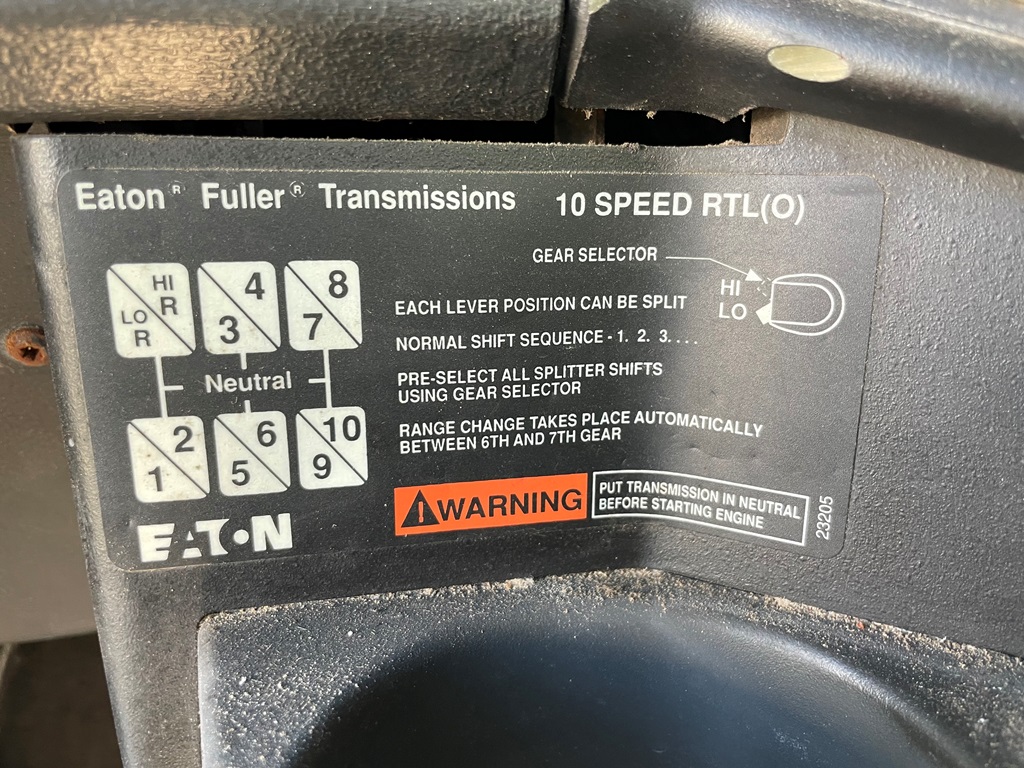 Eaton® Fuller® Transmissions 10 SPEED RTL(O)
GEAR SELECTOR
HI
LO
HI
R
LO
R
4
3
8
7
Neutral
2
1
6
5
10
9
EACH LEVER POSITION CAN BE SPLIT
NORMAL SHIFT SEQUENCE - 1. 2. 3. . . .
PRE-SELECT ALL SPLITTER SHIFTS
USING GEAR SELECTOR
RANGE CHANGE TAKES PLACE AUTOMATICALLY
BETWEEN 6TH AND 7TH GEAR
WARNING
PUT TRANSMISSION IN NEUTRAL
BEFORE STARTING ENGINE
23205
EATON